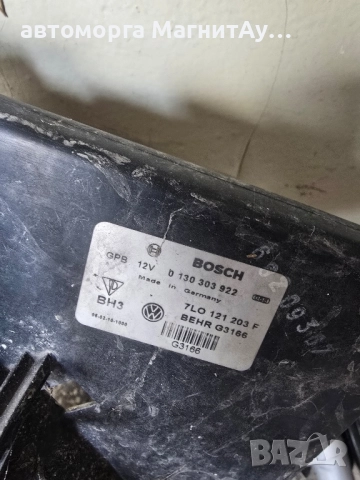 автоморга МагнитАу...
BOSCH
GPB 12V 0 130 303 922
Made in Germany
BH3
7L0 121 203 F
BEHR G3166
G3166
bazar